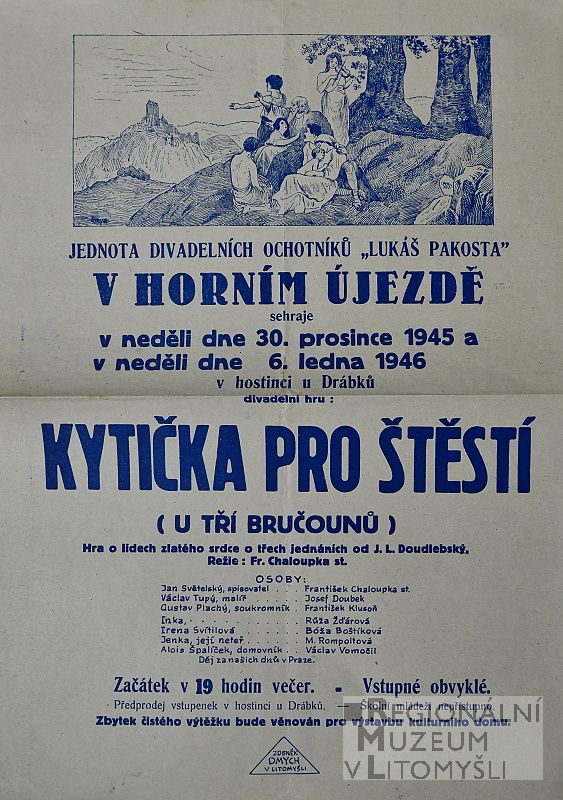 JEDNOTA DIVADELNÍCH OCHOTNÍKŮ „LUKÁŠ PAKOSTA"
V HORNÍM ÚJEZDĚ
sehraje
v neděli dne 30. prosince 1945 a
v neděli dne 6. ledna 1946
v hostinci u Drábků
divadelní hru :
KYTIČKA PRO ŠTĚSTÍ
( U TŘÍ BRUČOUNŮ )
Hra o lidech zlatého srdce o třech jednáních od J. L. Doudlebský,
Režie : Fr. Chaloupka st.
OSOBY:
Jan Světelský, spisovatel . . . František Chaloupka st.
Václav Tupý, malíř . . . . Josef Doubek
Gustav Plachý, soukromník . František Klusoň
Inka, . . . . . . . . . . . Růža Žďárová
Irena Svítilová . . . . . . Bóža Boštíková
Jenka, její neteř . . . . . M. Rompoltová
Alois Špalíček, domovník . . Václav Vomočil
Děj za našich dnů v Praze.
Začátek v 19 hodin večer. - Vstupné obvyklé.
Předprodej vstupenek v hostinci u Drábků. — Školní mládeži nepřístupno.
Zbytek čistého výtěžku bude věnován pro výstavbu kulturního domu.
ZDENĚK
DMYCH
V LITOMYŠLI
REGIONÁLNÍ
MUZEUM
V LITOMYŠLI